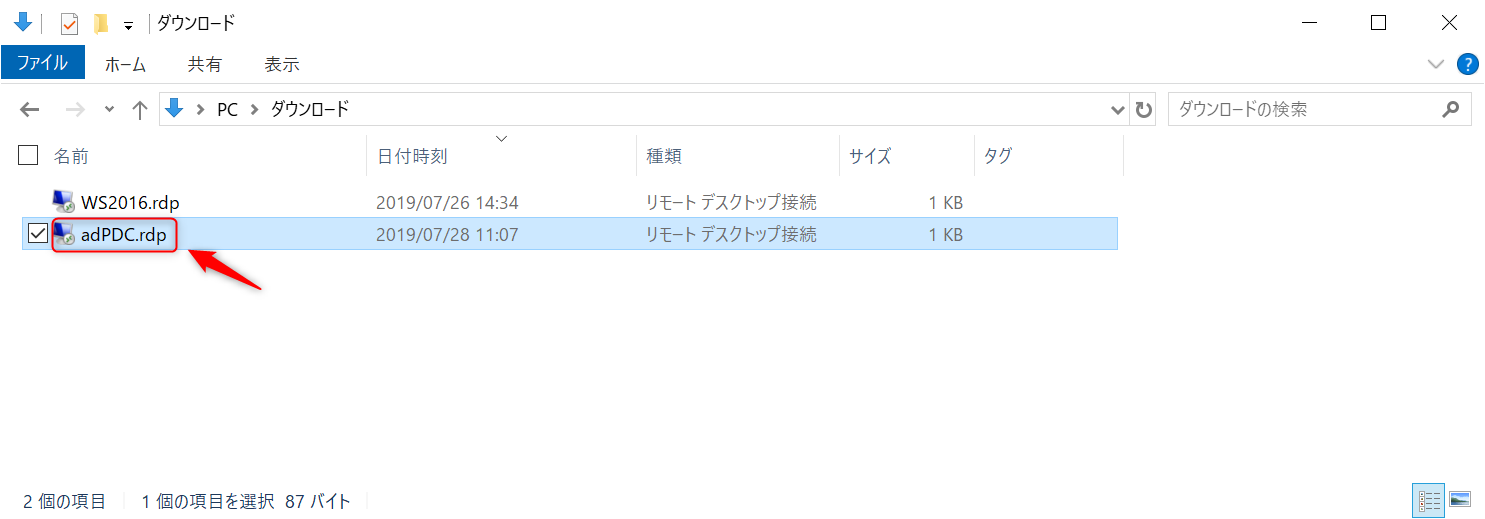 ダウンロード
ファイル ホーム 共有 表示
?
PC ダウンロード ダウンロードの検索
名前 日付時刻 種類 サイズ タグ
WS2016.rdp 2019/07/26 14:34 リモート デスクトップ接続 1 KB
adPDC.rdp 2019/07/28 11:07 リモート デスクトップ接続 1 KB
2 個の項目 1 個の項目を選択 87 バイト